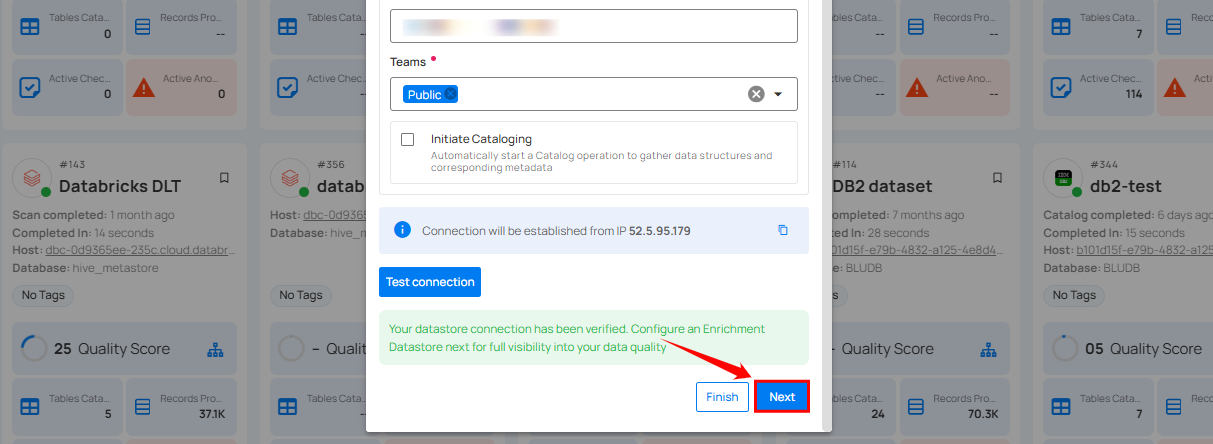 Tables Cata...
0
Records Pro...
--
Tables Cata...
Tables Cata...
7
Records Pro...
--
Teams
Public
Active Chec...
0
Active Ano...
0
Active Chec...
--
Active Ano...
--
Active Chec...
114
Active Ano...
Initiate Cataloging
Automatically start a Catalog operation to gather data structures and
corresponding metadata
#143
Databricks DLT
Scan completed: 1 month ago
Completed In: 14 seconds
Host: dbc-0d9365ee-235c.cloud.databr...
Database: hive_metastore
No Tags
25 Quality Score
Tables Cata...
5
Records Pro...
37.1K
#356
datab
Host: dbc-0d9365
Database: hive_m
No Tags
– Qualit
Tables Cata...
--
Connection will be established from IP 52.5.95.179
Test connection
Your datastore connection has been verified. Configure an Enrichment
Datastore next for full visibility into your data quality
Finish
Next
#114
DB2 dataset
7 months ago
28 seconds
b101d15f-e79b-4832-a125-4e8d4...
BLUDB
Quality Score
24
Records Pro...
70.3K
#344
db2-test
Catalog completed: 6 days ago
Completed In: 15 seconds
Host: b101d15f-e79b-4832-a125
Database: BLUDB
No Tags
05 Quality Score
Tables Cata...
7
Records Pro...